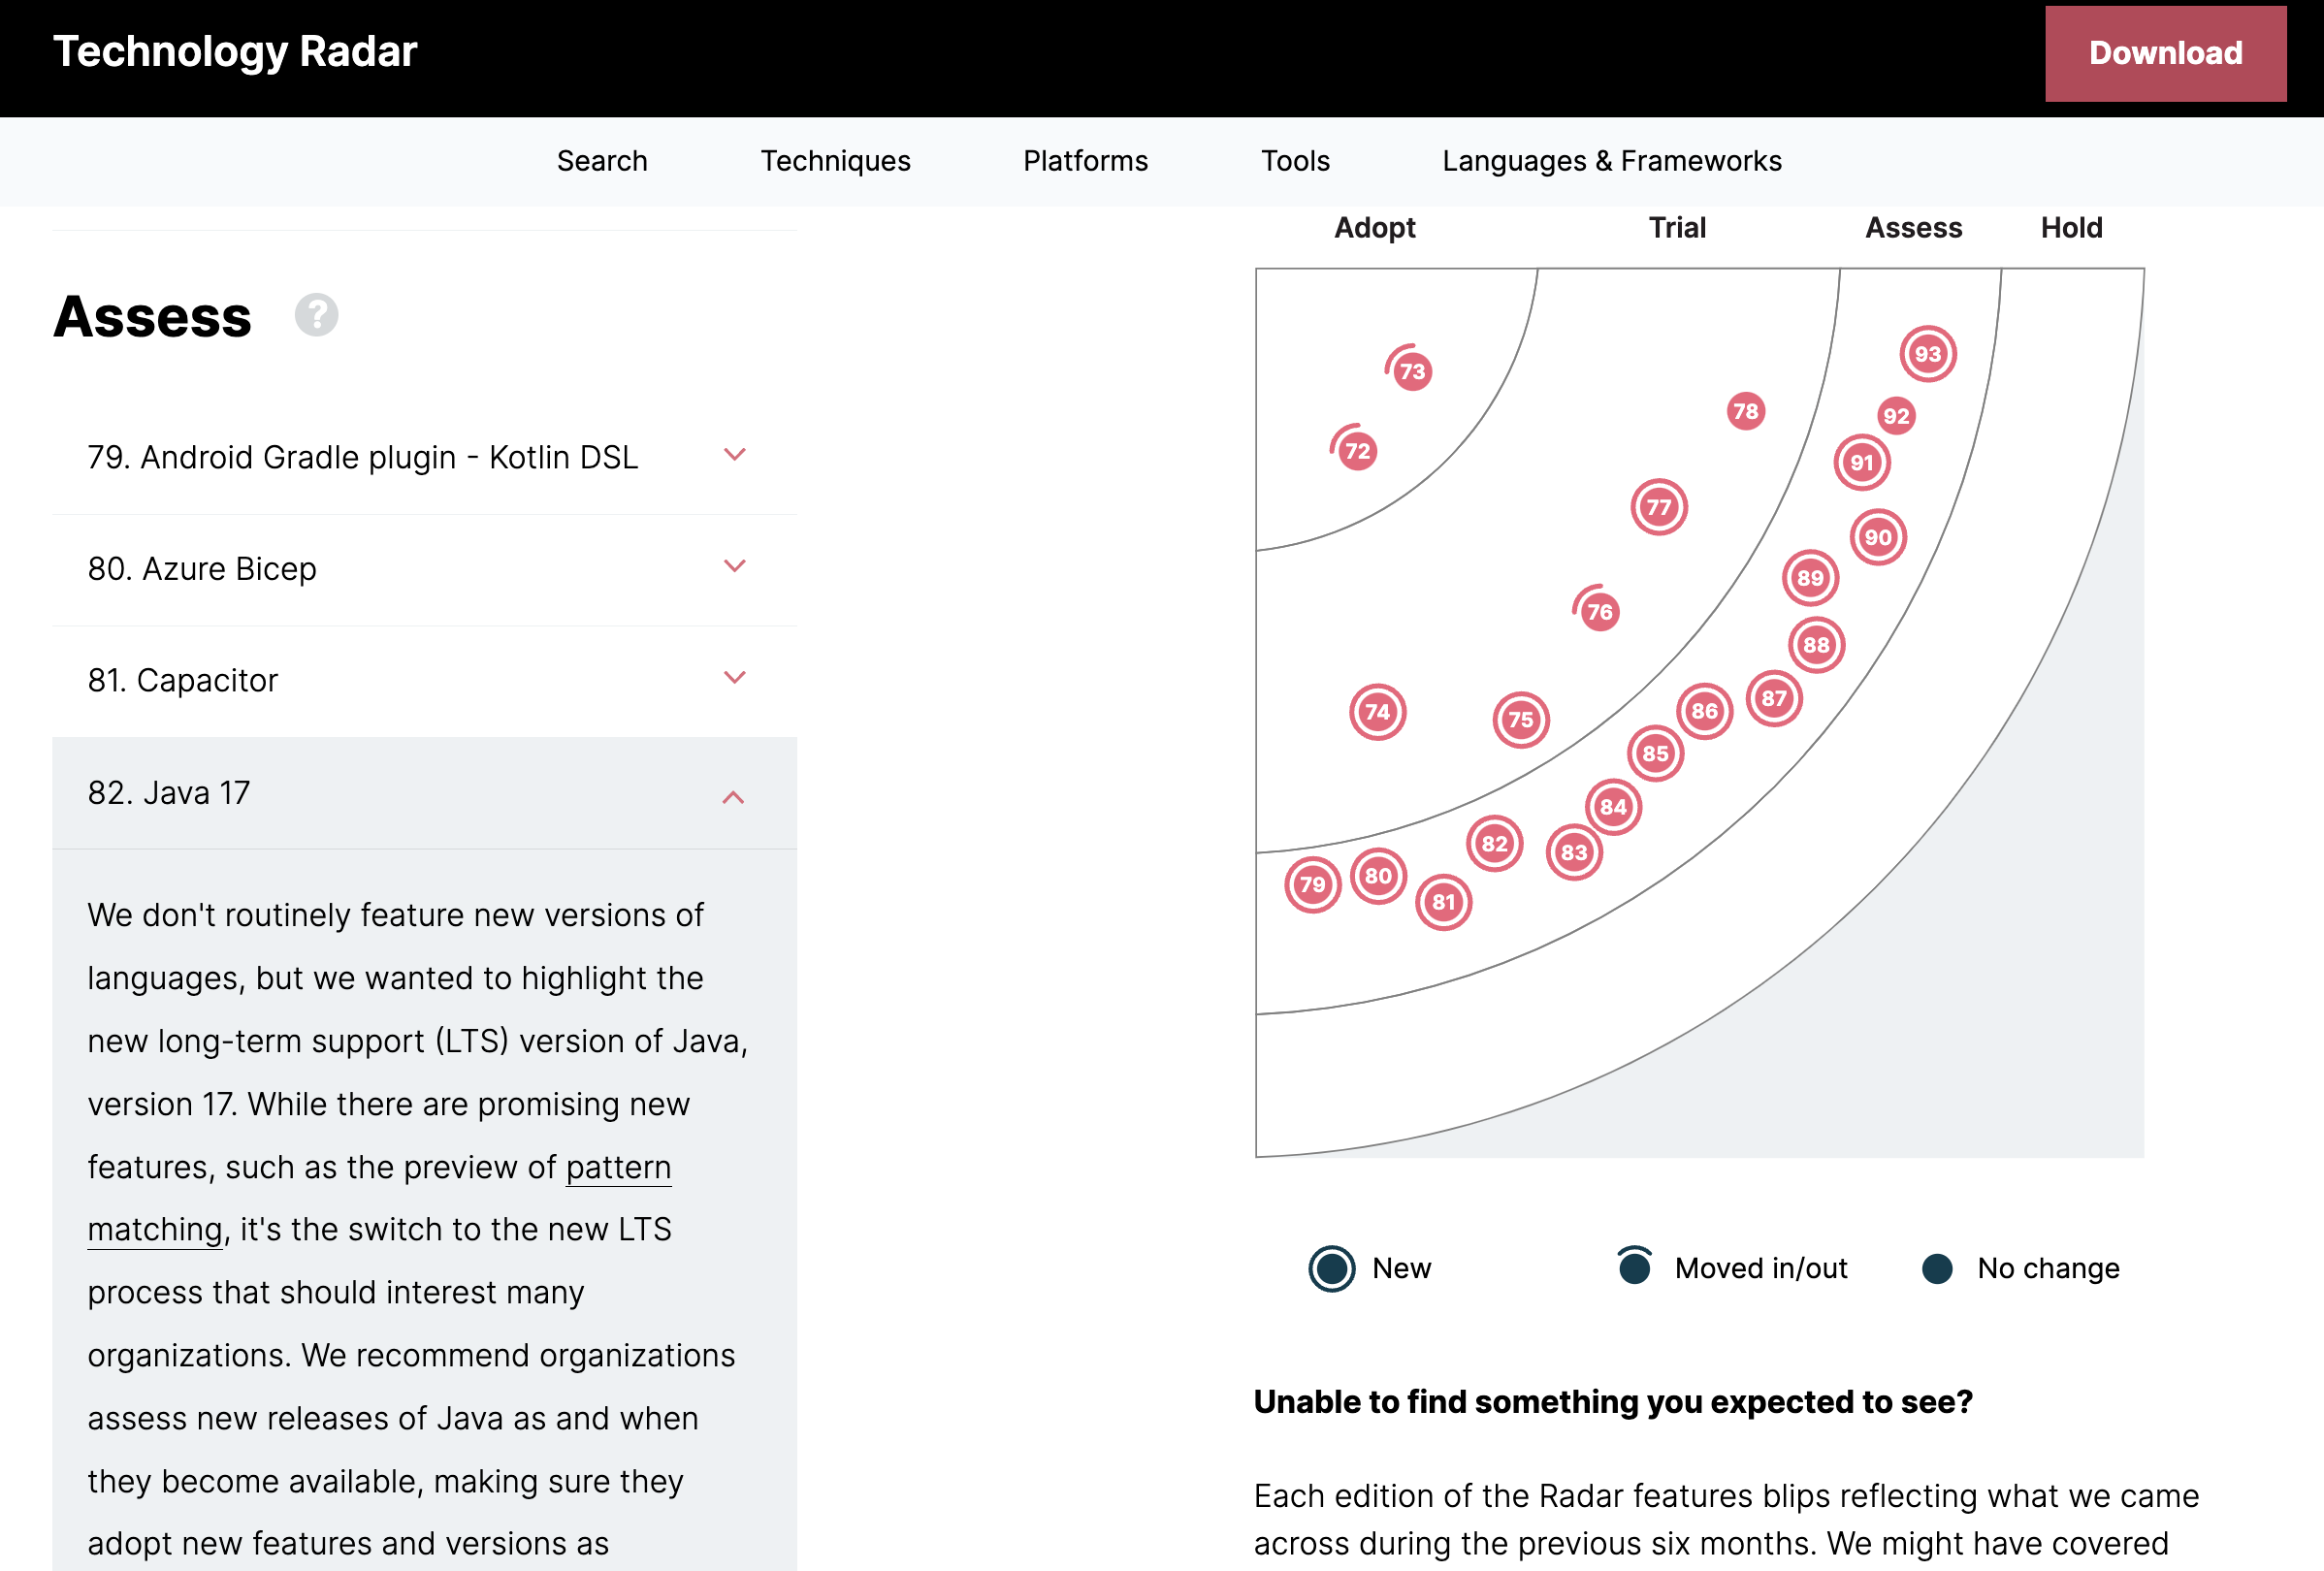 Technology Radar
Download
Search Techniques Platforms Tools Languages & Frameworks
Assess ?
79. Android Gradle plugin - Kotlin DSL
80. Azure Bicep
81. Capacitor
82. Java 17
We don't routinely feature new versions of
languages, but we wanted to highlight the
new long-term support (LTS) version of Java,
version 17. While there are promising new
features, such as the preview of pattern
matching, it's the switch to the new LTS
process that should interest many
organizations. We recommend organizations
assess new releases of Java as and when
they become available, making sure they
adopt new features and versions as
Adopt Trial Assess Hold
93
73
78
92
72
91
77
90
89
76
88
87
74
75
86
85
84
82
83
80
79
81
New Moved in/out No change
Unable to find something you expected to see?
Each edition of the Radar features blips reflecting what we came
across during the previous six months. We might have covered